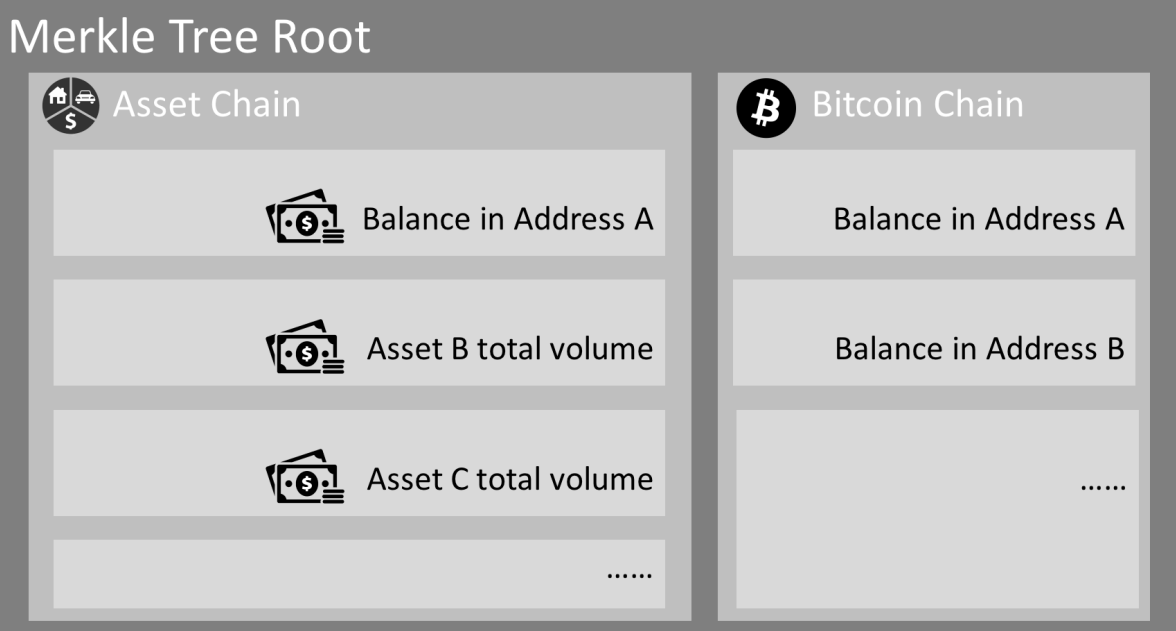 Merkle Tree Root
Asset Chain
Balance in Address A
Asset B total volume
Asset C total volume
......
Bitcoin Chain
Balance in Address A
Balance in Address B
......